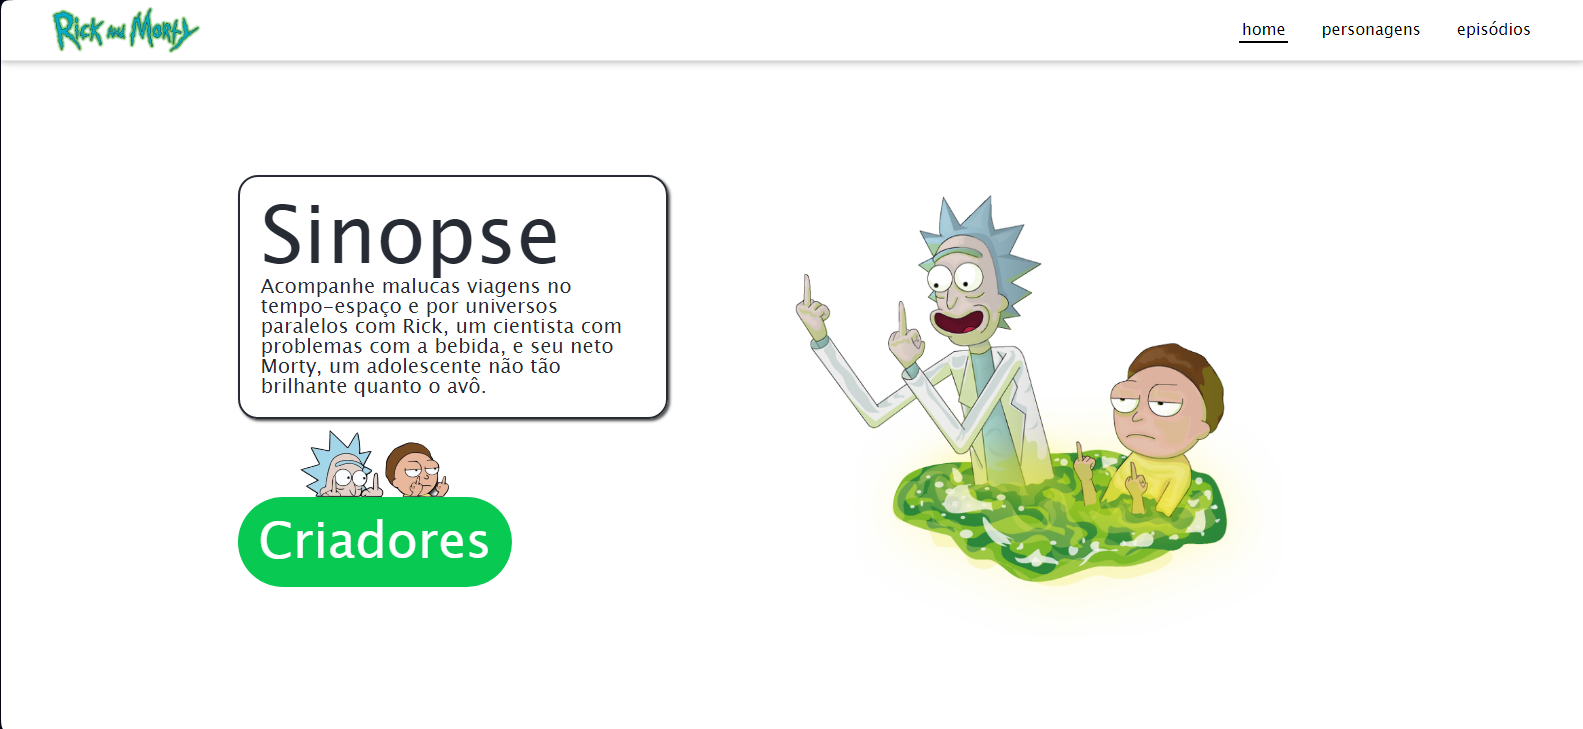 Rick and Morty
home personagens episódios
Sinopse
Acompanhe malucas viagens no
tempo-espaço e por universos
paralelos com Rick, um cientista com
problemas com a bebida, e seu neto
Morty, um adolescente não tão
brilhante quanto o avô.
Criadores